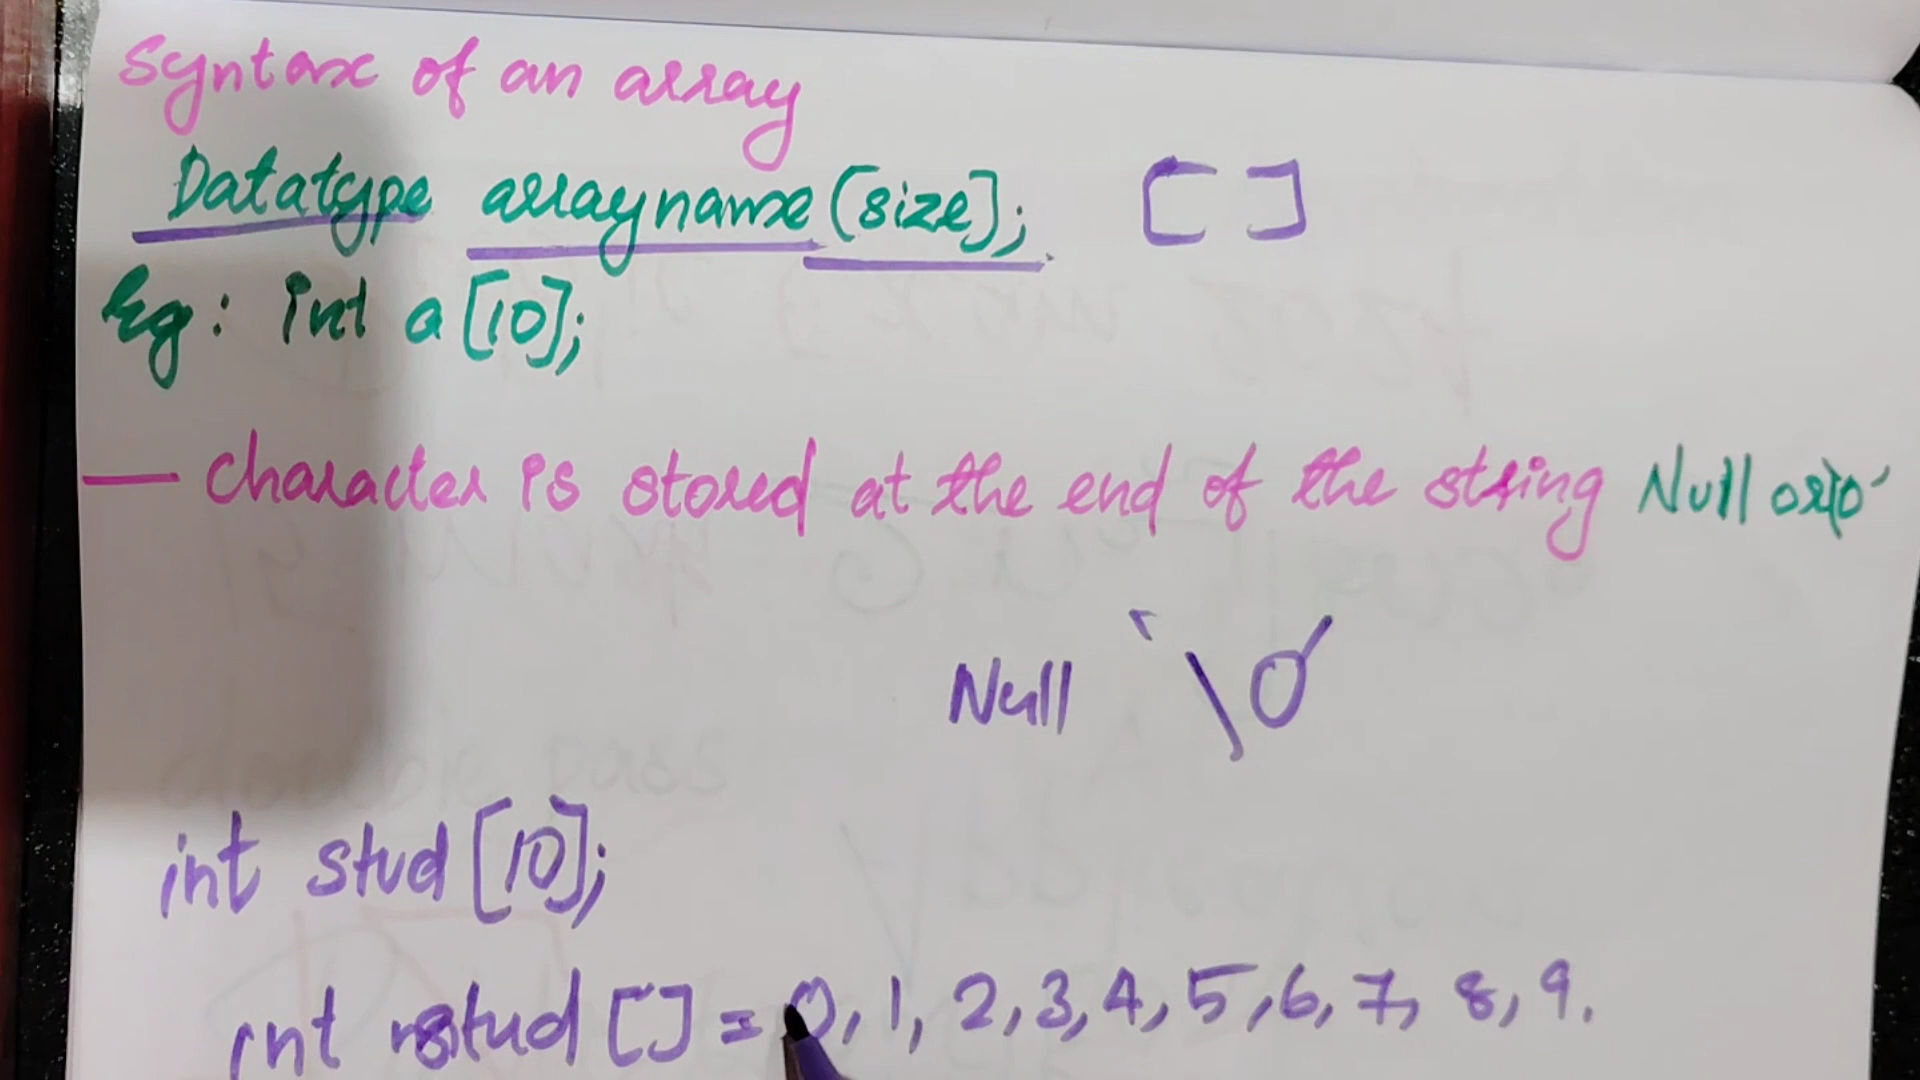 Syntax of an array
Datatype arrayname (size]; [ ]
Eg: int a [10];
— Character is stored at the end of the string Null or '\0'
Null '\0'
int stud [10];
int stud [] = 0, 1, 2, 3, 4, 5, 6, 7, 8, 9.